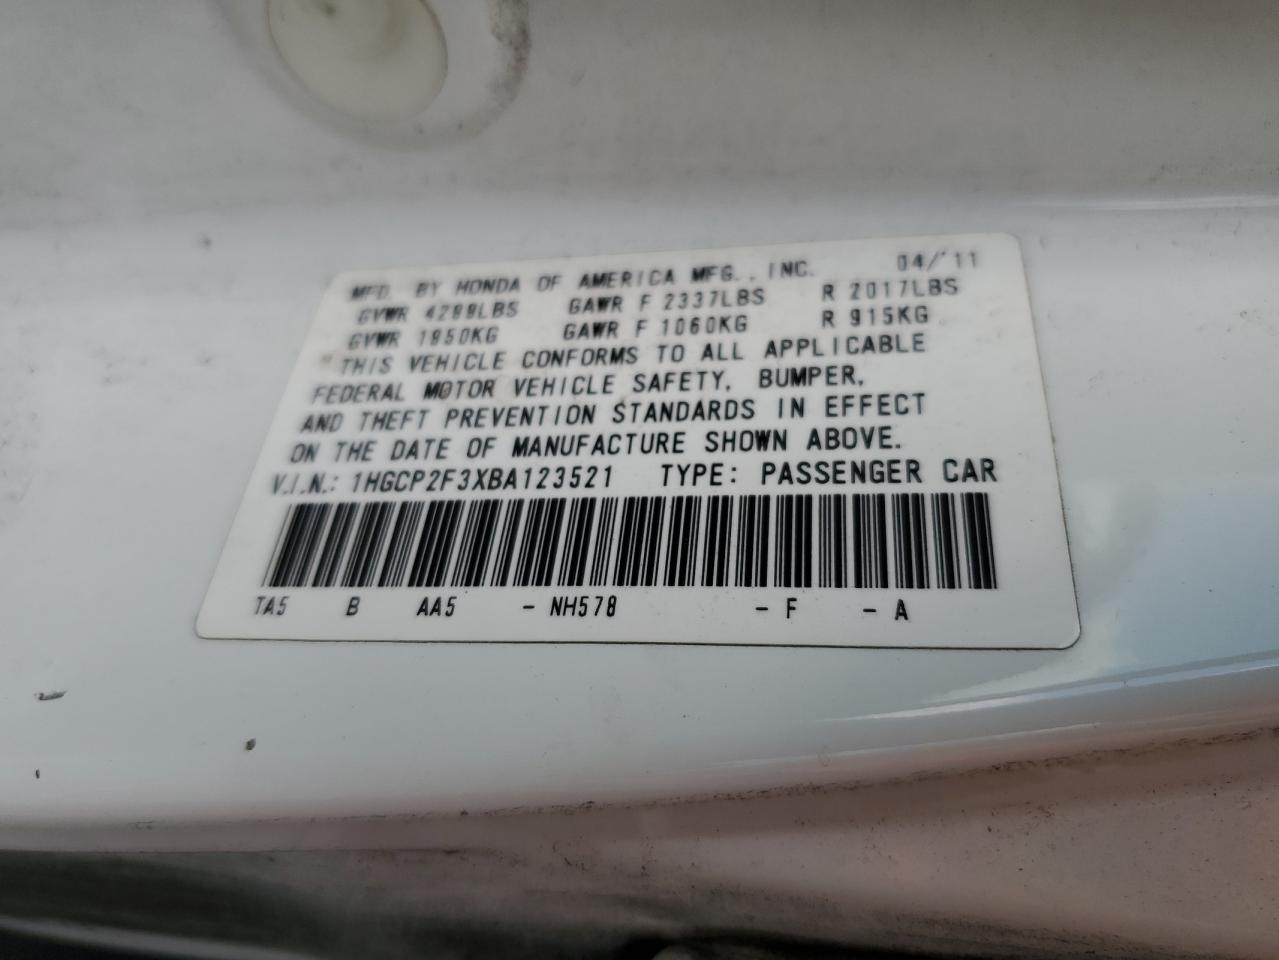 MFD. BY HONDA OF AMERICA MFG., INC. 04/'11
GVWR 4299LBS GAWR F 2337LBS R 2017LBS
GVWR 1950KG GAWR F 1060KG R 915KG
THIS VEHICLE CONFORMS TO ALL APPLICABLE
FEDERAL MOTOR VEHICLE SAFETY, BUMPER,
AND THEFT PREVENTION STANDARDS IN EFFECT
ON THE DATE OF MANUFACTURE SHOWN ABOVE.
V.I.N.: 1HGCP2F3XBA123521 TYPE: PASSENGER CAR
TA5 B AA5 - NH578 - F - A